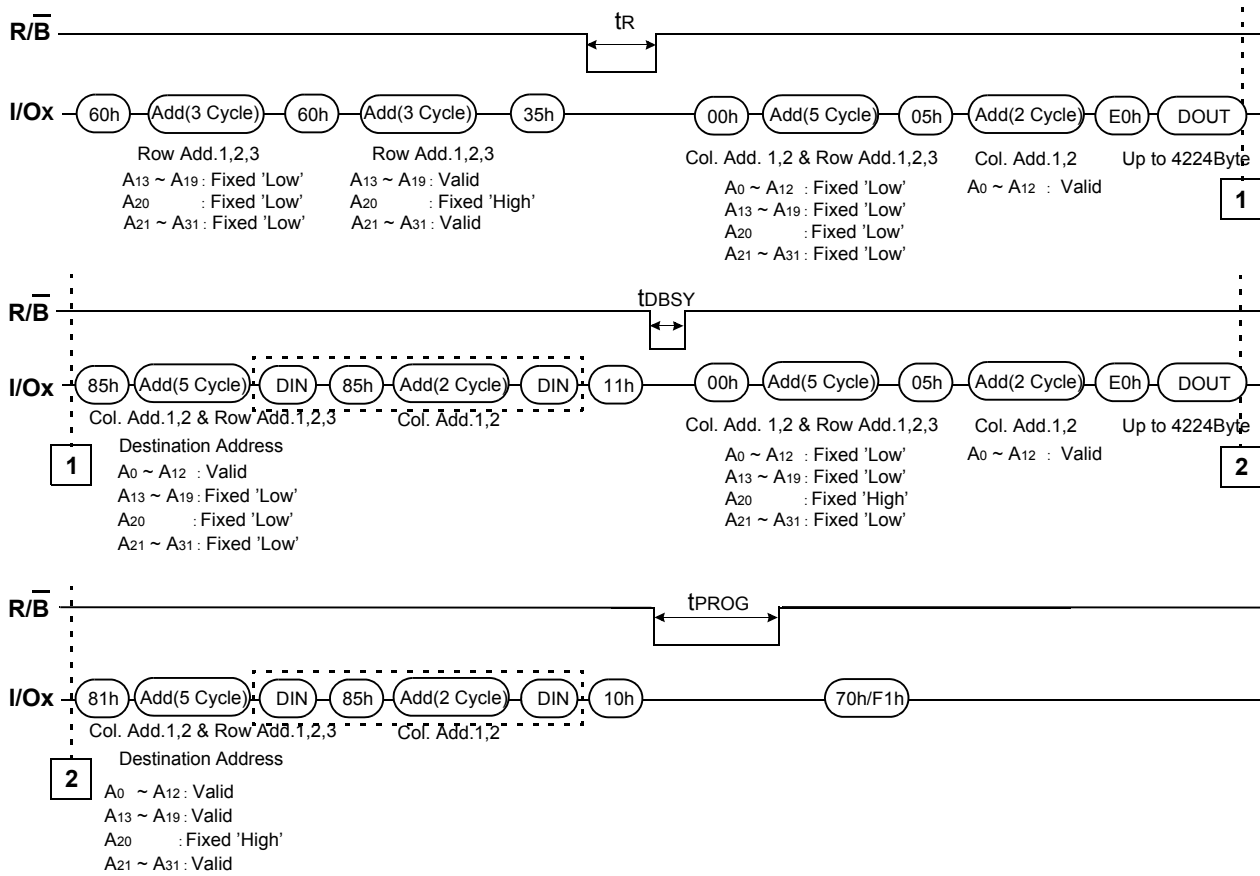 tR
R/B
I/Ox 60h Add(3 Cycle) 60h Add(3 Cycle) 35h 00h Add(5 Cycle) 05h Add(2 Cycle) E0h DOUT
Row Add.1,2,3 Row Add.1,2,3 Col. Add. 1,2 & Row Add.1,2,3 Col. Add.1,2 Up to 4224Byte
A13 ~ A19 : Fixed 'Low' A13 ~ A19 : Valid A0 ~ A12 : Fixed 'Low' A0 ~ A12 : Valid
A20 : Fixed 'Low' A20 : Fixed 'High' A13 ~ A19 : Fixed 'Low' 1
A21 ~ A31 : Fixed 'Low' A21 ~ A31 : Valid A20 : Fixed 'Low'
A21 ~ A31 : Fixed 'Low'
tDBSY
R/B
I/Ox 85h Add(5 Cycle) DIN 85h Add(2 Cycle) DIN 11h 00h Add(5 Cycle) 05h Add(2 Cycle) E0h DOUT
Col. Add.1,2 & Row Add.1,2,3 Col. Add.1,2 Col. Add. 1,2 & Row Add.1,2,3 Col. Add.1,2 Up to 4224Byte
1 Destination Address A0 ~ A12 : Fixed 'Low' A0 ~ A12 : Valid 2
A0 ~ A12 : Valid A13 ~ A19 : Fixed 'Low'
A13 ~ A19 : Fixed 'Low' A20 : Fixed 'High'
A20 : Fixed 'Low' A21 ~ A31 : Fixed 'Low'
A21 ~ A31 : Fixed 'Low'
R/B tPROG
I/Ox 81h Add(5 Cycle) DIN 85h Add(2 Cycle) DIN 10h 70h/F1h
Col. Add.1,2 & Row Add.1,2,3 Col. Add.1,2
2 Destination Address
A0 ~ A12 : Valid
A13 ~ A19 : Valid
A20 : Fixed 'High'
A21 ~ A31 : Valid